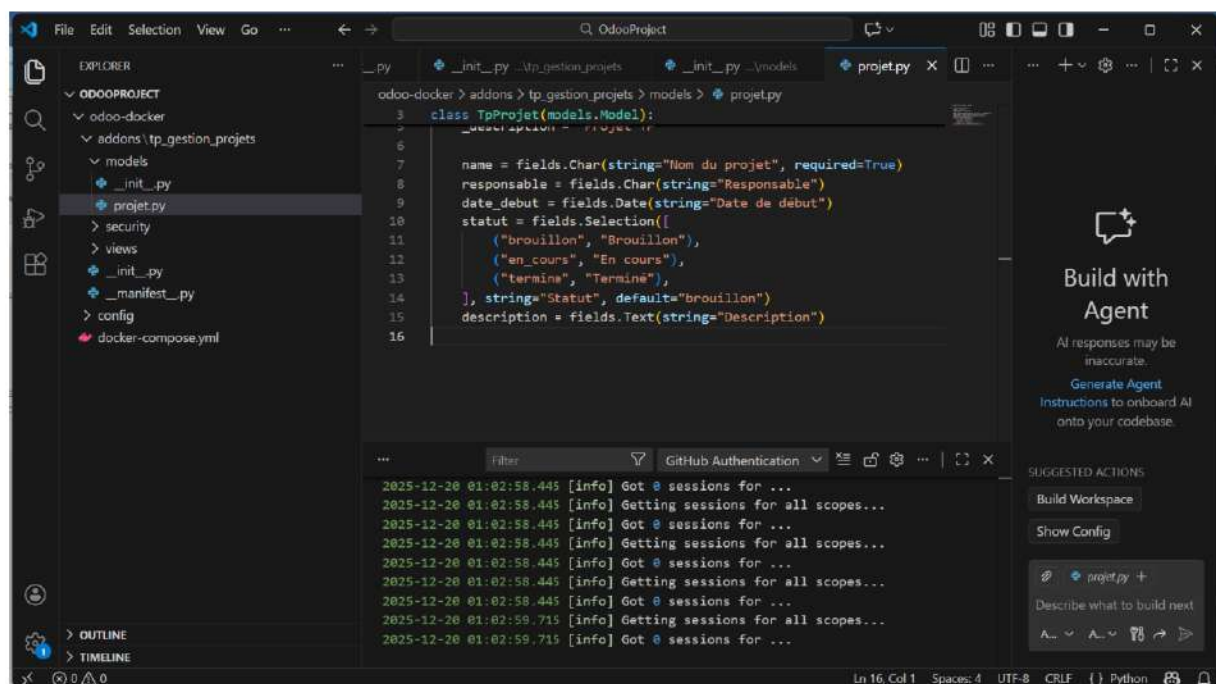 File Edit Selection View Go ··· ← → OdooProject
EXPLORER ···
ODOOPROJECT
odoo-docker
addons\tp_gestion_projets
models
__init__.py
projet.py
security
views
__init__.py
__manifest__.py
config
docker-compose.yml
OUTLINE
TIMELINE
__.py __init__.py ...\tp_gestion_projets __init__.py ...\models projet.py
odoo-docker > addons > tp_gestion_projets > models > projet.py
3 class TpProjet(models.Model):
5 _description = "Projet TP"
6
7 name = fields.Char(string="Nom du projet", required=True)
8 responsable = fields.Char(string="Responsable")
9 date_debut = fields.Date(string="Date de début")
10 statut = fields.Selection([
11 ("brouillon", "Brouillon"),
12 ("en_cours", "En cours"),
13 ("termine", "Terminé"),
14 ], string="Statut", default="brouillon")
15 description = fields.Text(string="Description")
16
··· Filter GitHub Authentication
2025-12-20 01:02:58.445 [info] Got 0 sessions for ...
2025-12-20 01:02:58.445 [info] Getting sessions for all scopes...
2025-12-20 01:02:58.445 [info] Got 0 sessions for ...
2025-12-20 01:02:58.445 [info] Getting sessions for all scopes...
2025-12-20 01:02:58.445 [info] Got 0 sessions for ...
2025-12-20 01:02:58.445 [info] Getting sessions for all scopes...
2025-12-20 01:02:58.445 [info] Got 0 sessions for ...
2025-12-20 01:02:59.715 [info] Getting sessions for all scopes...
2025-12-20 01:02:59.715 [info] Got 0 sessions for ...
Build with
Agent
AI responses may be
inaccurate.
Generate Agent
Instructions to onboard AI
onto your codebase.
SUGGESTED ACTIONS
Build Workspace
Show Config
projet.py +
Describe what to build next
A... A...
1
0 0 Ln 16, Col 1 Spaces: 4 UTF-8 CRLF { } Python